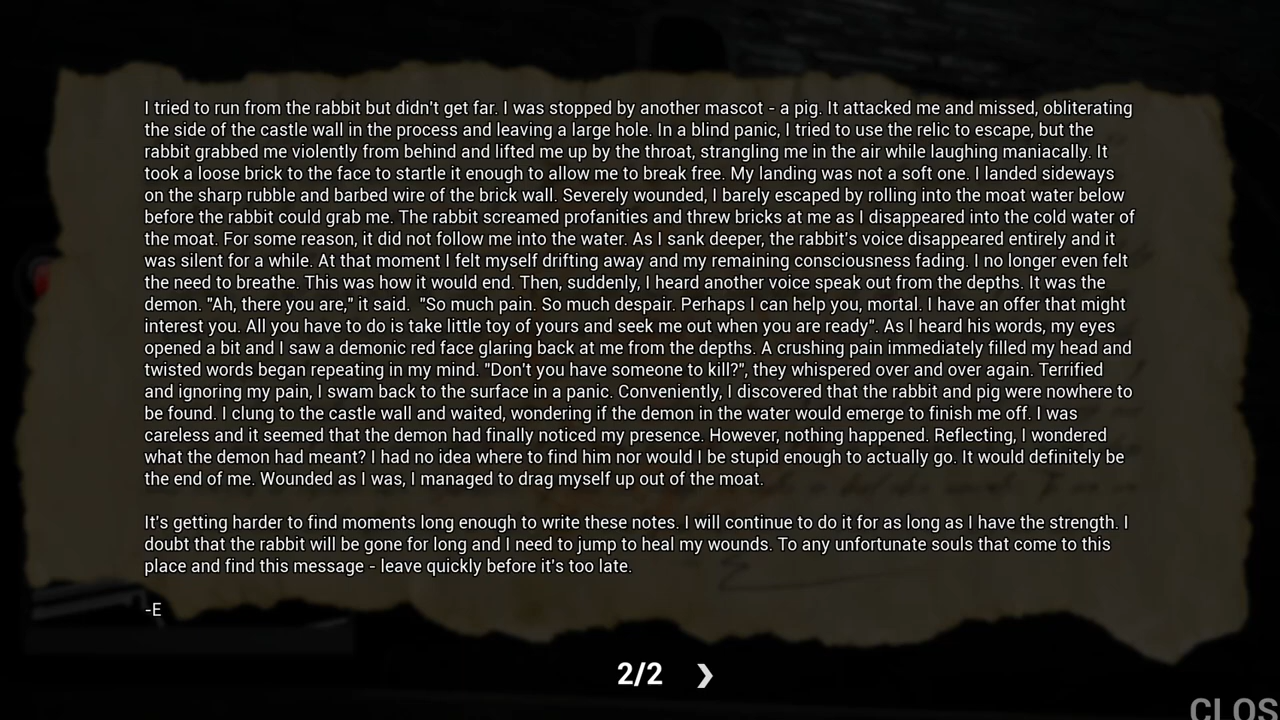 I tried to run from the rabbit but didn't get far. I was stopped by another mascot - a pig. It attacked me and missed, obliterating
the side of the castle wall in the process and leaving a large hole. In a blind panic, I tried to use the relic to escape, but the
rabbit grabbed me violently from behind and lifted me up by the throat, strangling me in the air while laughing maniacally. It
took a loose brick to the face to startle it enough to allow me to break free. My landing was not a soft one. I landed sideways
on the sharp rubble and barbed wire of the brick wall. Severely wounded, I barely escaped by rolling into the moat water below
before the rabbit could grab me. The rabbit screamed profanities and threw bricks at me as I disappeared into the cold water of
the moat. For some reason, it did not follow me into the water. As I sank deeper, the rabbit's voice disappeared entirely and it
was silent for a while. At that moment I felt myself drifting away and my remaining consciousness fading. I no longer even felt
the need to breathe. This was how it would end. Then, suddenly, I heard another voice speak out from the depths. It was the
demon. "Ah, there you are," it said.  "So much pain. So much despair. Perhaps I can help you, mortal. I have an offer that might
interest you. All you have to do is take little toy of yours and seek me out when you are ready". As I heard his words, my eyes
opened a bit and I saw a demonic red face glaring back at me from the depths. A crushing pain immediately filled my head and
twisted words began repeating in my mind. "Don't you have someone to kill?", they whispered over and over again. Terrified
and ignoring my pain, I swam back to the surface in a panic. Conveniently, I discovered that the rabbit and pig were nowhere to
be found. I clung to the castle wall and waited, wondering if the demon in the water would emerge to finish me off. I was
careless and it seemed that the demon had finally noticed my presence. However, nothing happened. Reflecting, I wondered
what the demon had meant? I had no idea where to find him nor would I be stupid enough to actually go. It would definitely be
the end of me. Wounded as I was, I managed to drag myself up out of the moat.
It's getting harder to find moments long enough to write these notes. I will continue to do it for as long as I have the strength. I
doubt that the rabbit will be gone for long and I need to jump to heal my wounds. To any unfortunate souls that come to this
place and find this message - leave quickly before it's too late.
-E
2/2 ❯
CLOS